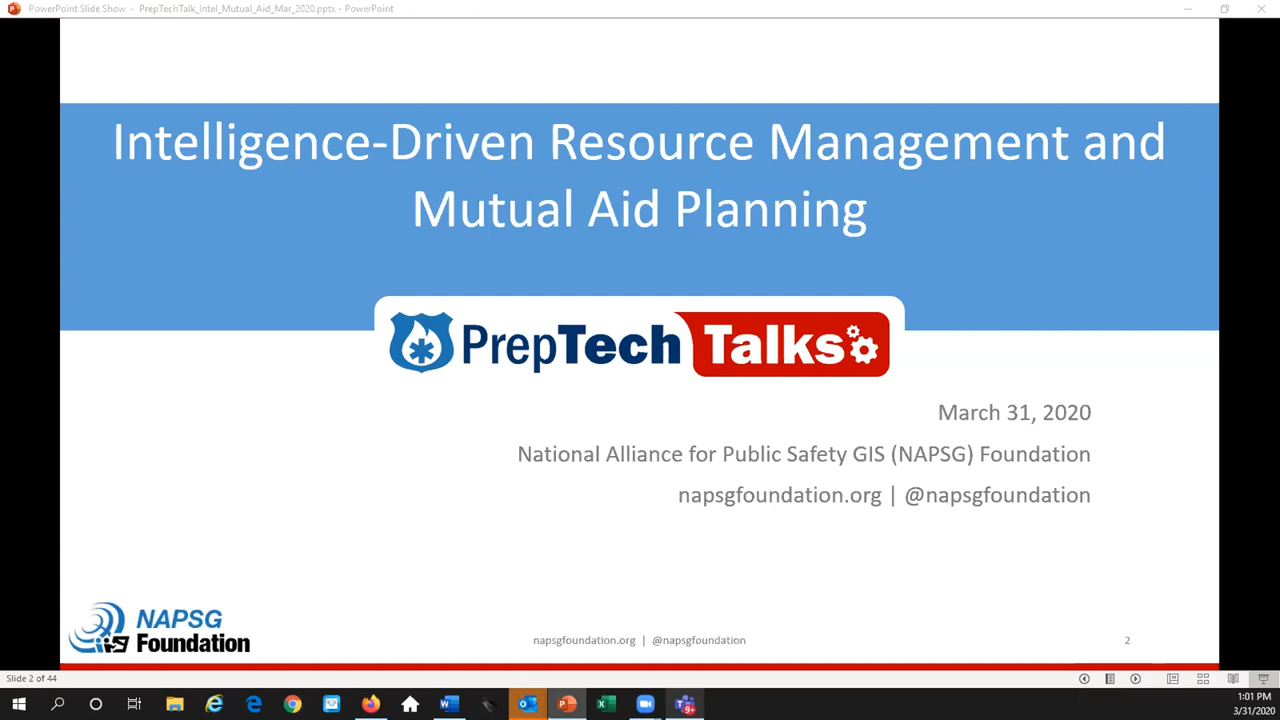 PowerPoint Slide Show - PrepTechTalk_Intel_Mutual_Aid_Mar_2020.pptx - PowerPoint
Intelligence-Driven Resource Management and
Mutual Aid Planning
PrepTech Talks
March 31, 2020
National Alliance for Public Safety GIS (NAPSG) Foundation
napsgfoundation.org | @napsgfoundation
NAPSG
Foundation
napsgfoundation.org | @napsgfoundation
2
Slide 2 of 44
9+
1:01 PM
3/31/2020